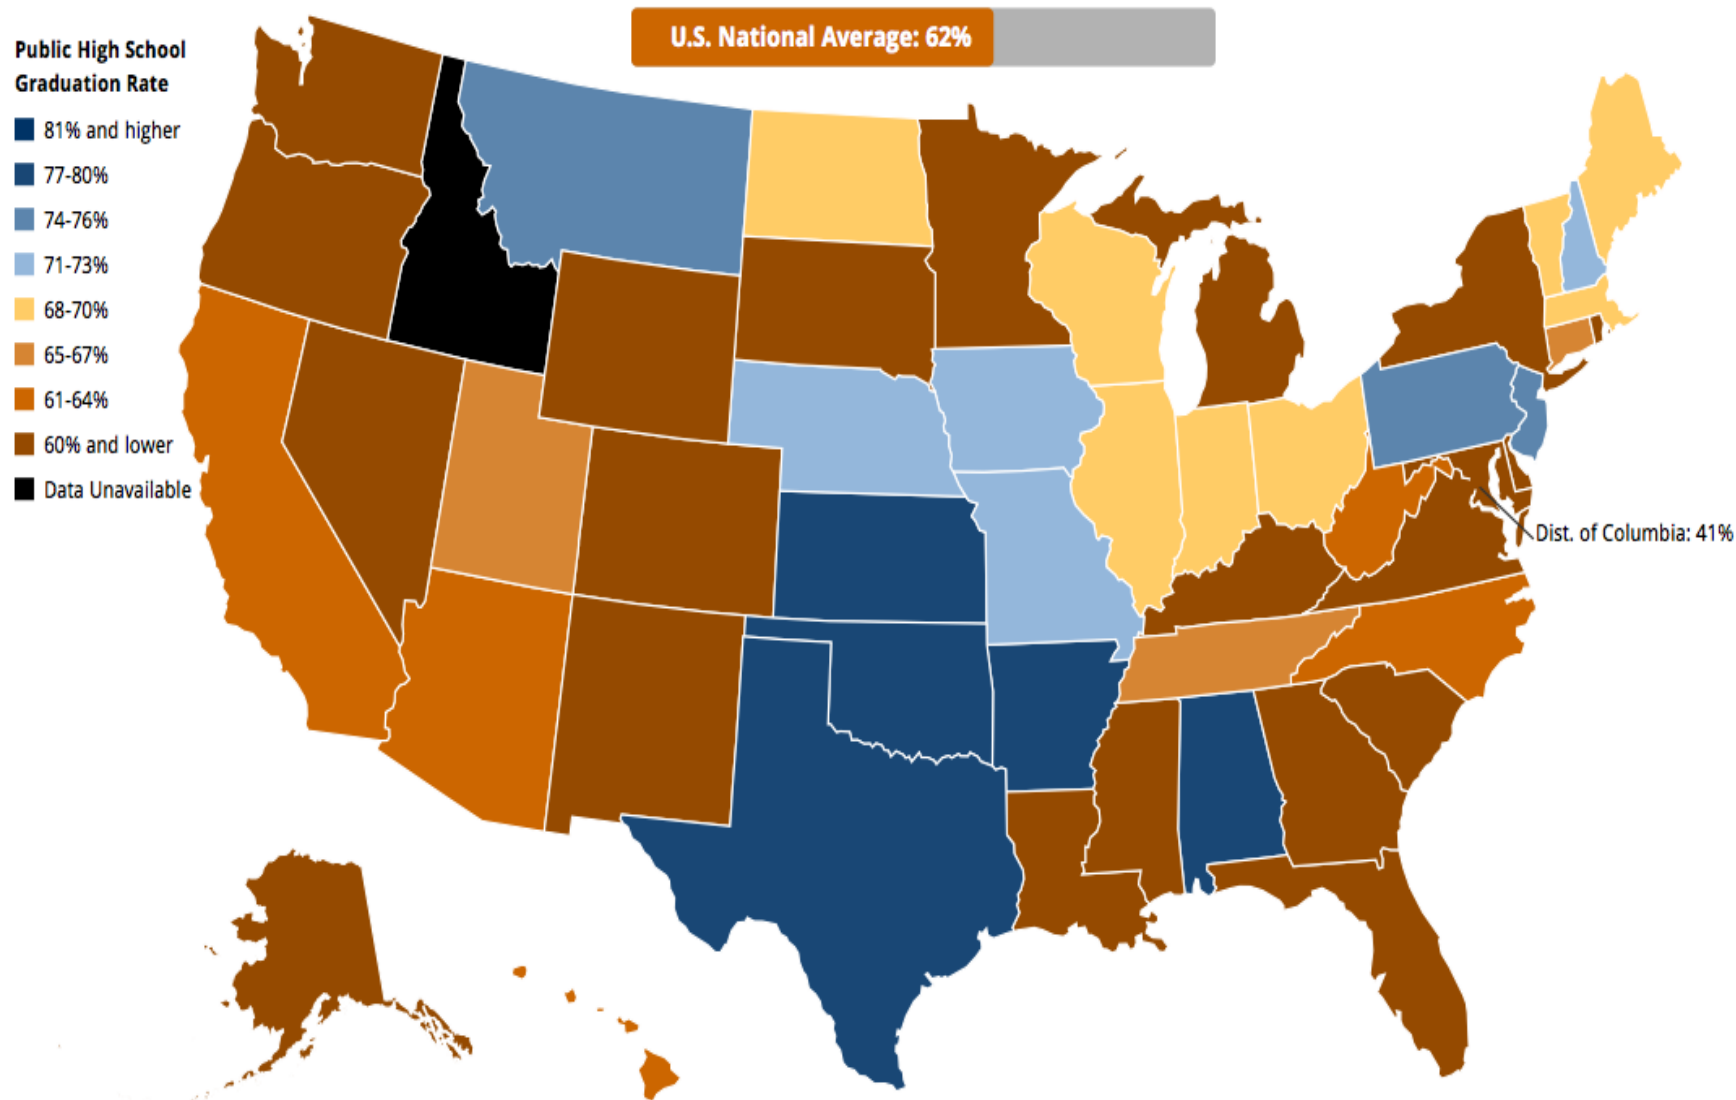 U.S. National Average: 62%
Public High School
Graduation Rate
81% and higher
77-80%
74-76%
71-73%
68-70%
65-67%
61-64%
60% and lower
Data Unavailable
Dist. of Columbia: 41%